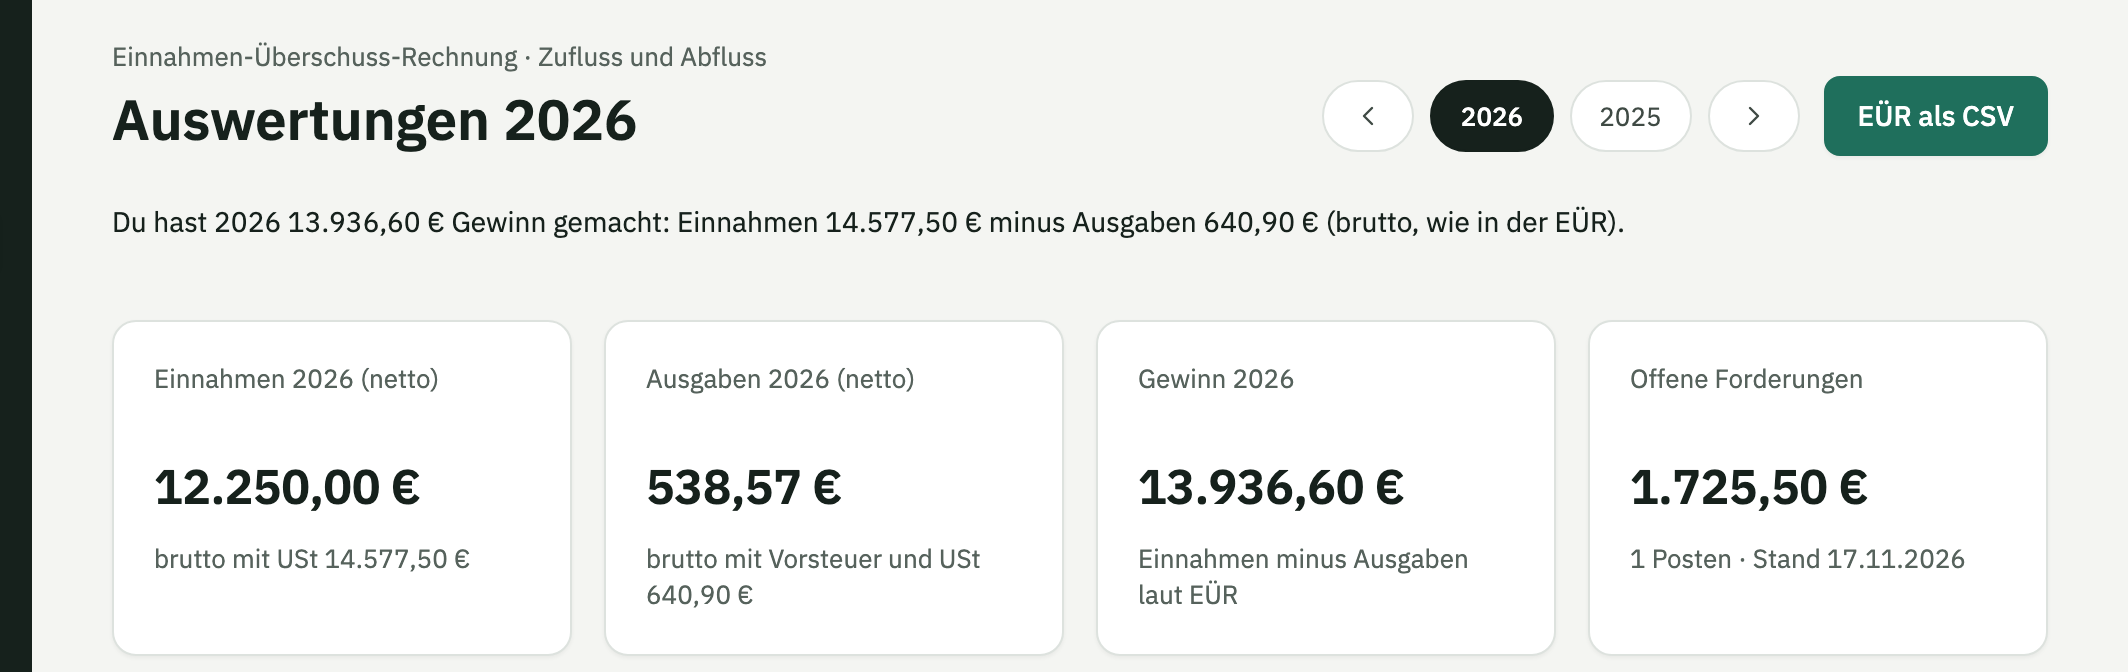 Einnahmen-Überschuss-Rechnung · Zufluss und Abfluss
Auswertungen 2026
2026
2025
EÜR als CSV
Du hast 2026 13.936,60 € Gewinn gemacht: Einnahmen 14.577,50 € minus Ausgaben 640,90 € (brutto, wie in der EÜR).
Einnahmen 2026 (netto)
12.250,00 €
brutto mit USt 14.577,50 €
Ausgaben 2026 (netto)
538,57 €
brutto mit Vorsteuer und USt
640,90 €
Gewinn 2026
13.936,60 €
Einnahmen minus Ausgaben
laut EÜR
Offene Forderungen
1.725,50 €
1 Posten · Stand 17.11.2026